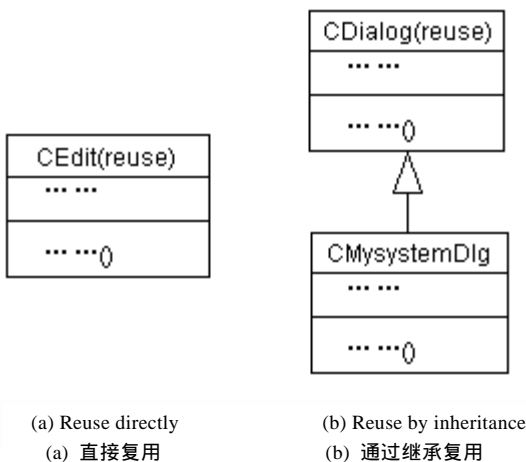 CDialog(reuse)
... ...
... ...()
CEdit(reuse)
... ...
... ...()
CMysystemDlg
... ...
... ...()
(a) Reuse directly
(b) Reuse by inheritance
(a) 直接复用
(b) 通过继承复用